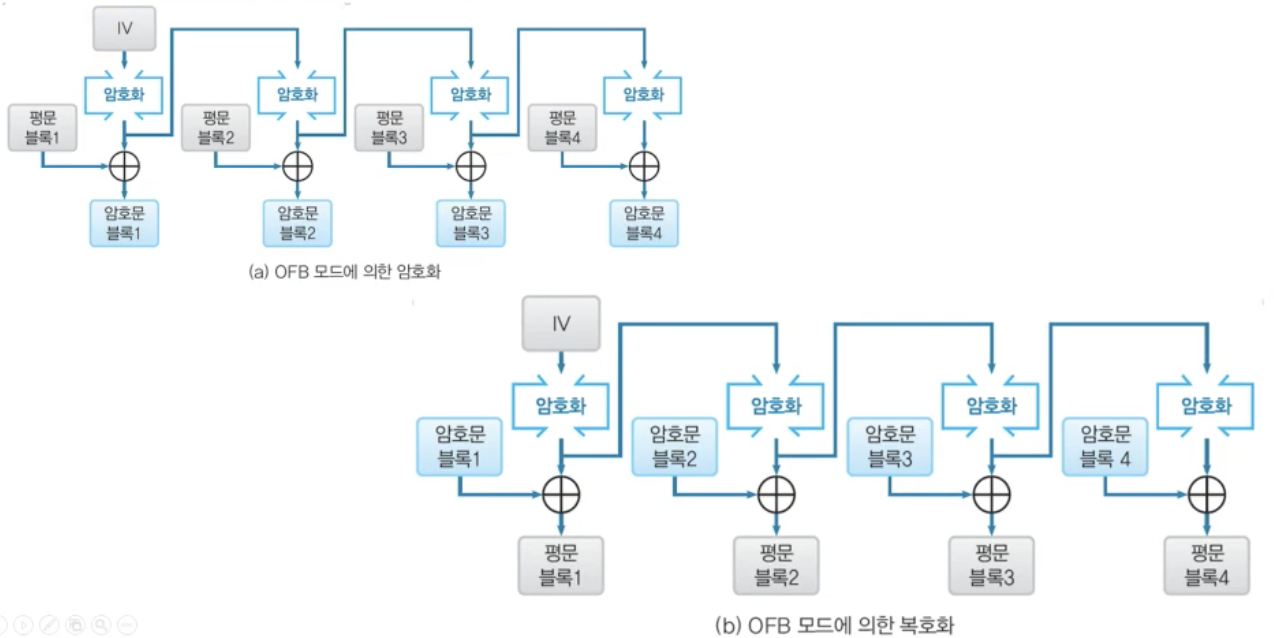 IV
암호화
암호화
암호화
암호화
평문
블록1
평문
블록2
평문
블록3
평문
블록4
암호문
블록1
암호문
블록2
암호문
블록3
암호문
블록4
(a) OFB 모드에 의한 암호화
IV
암호화
암호화
암호화
암호화
암호문
블록1
암호문
블록2
암호문
블록3
암호문
블록 4
평문
블록1
평문
블록2
평문
블록3
평문
블록4
(b) OFB 모드에 의한 복호화